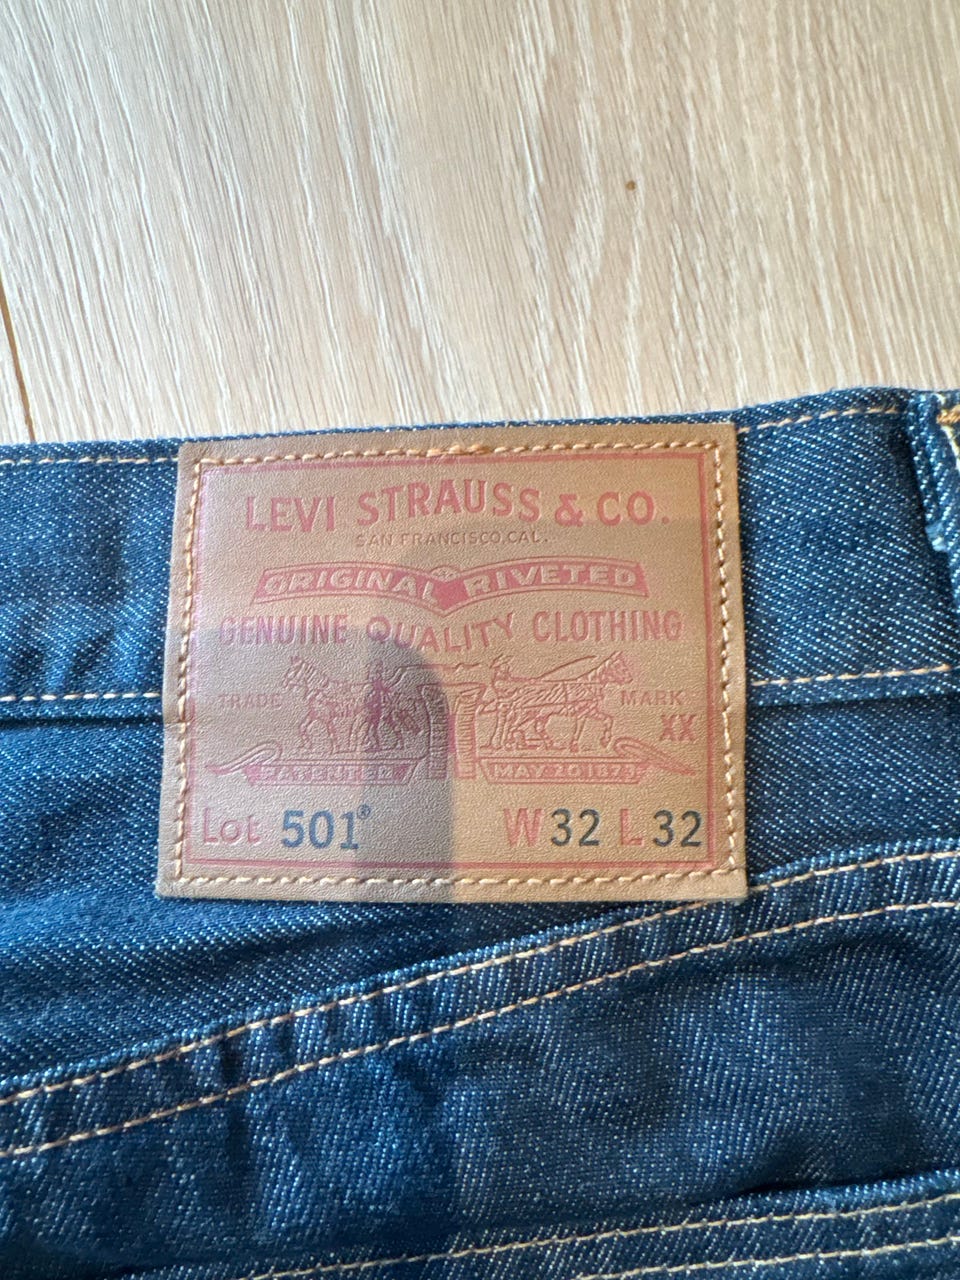 LEVI STRAUSS & CO.
SAN FRANCISCO, CAL.
ORIGINAL RIVETED
GENUINE QUALITY CLOTHING
TRADE MARK
XX
PATENTED MAY 20 1873
Lot 501® W 32 L 32